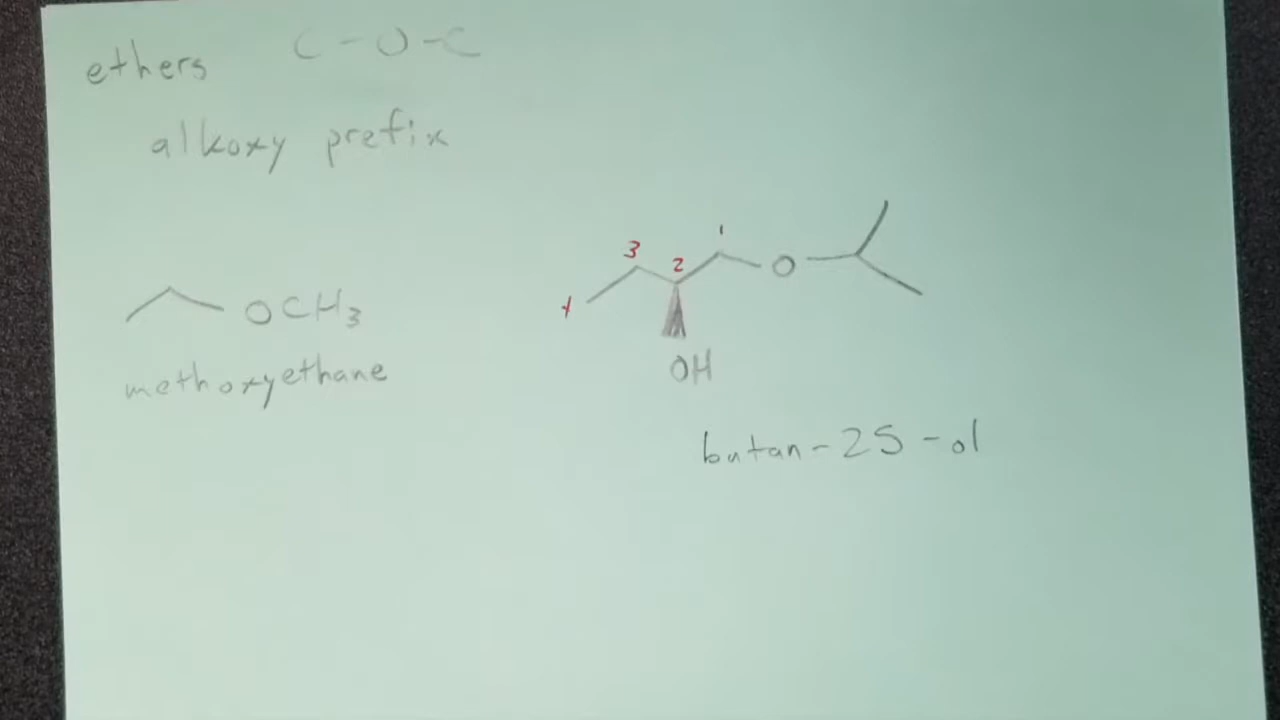 ethers C-O-C
alkoxy prefix
1
3 2
O
4
OCH3
OH
methoxyethane
butan-2S-ol